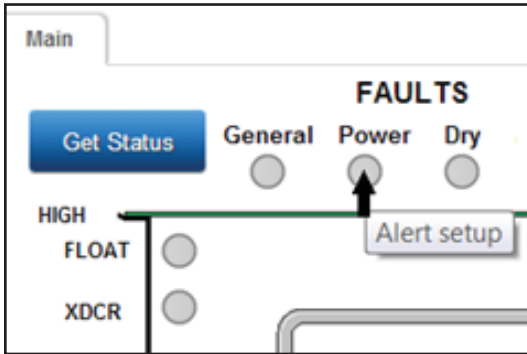 Main
FAULTS
Get Status
General Power Dry
HIGH
Alert setup
FLOAT
XDCR